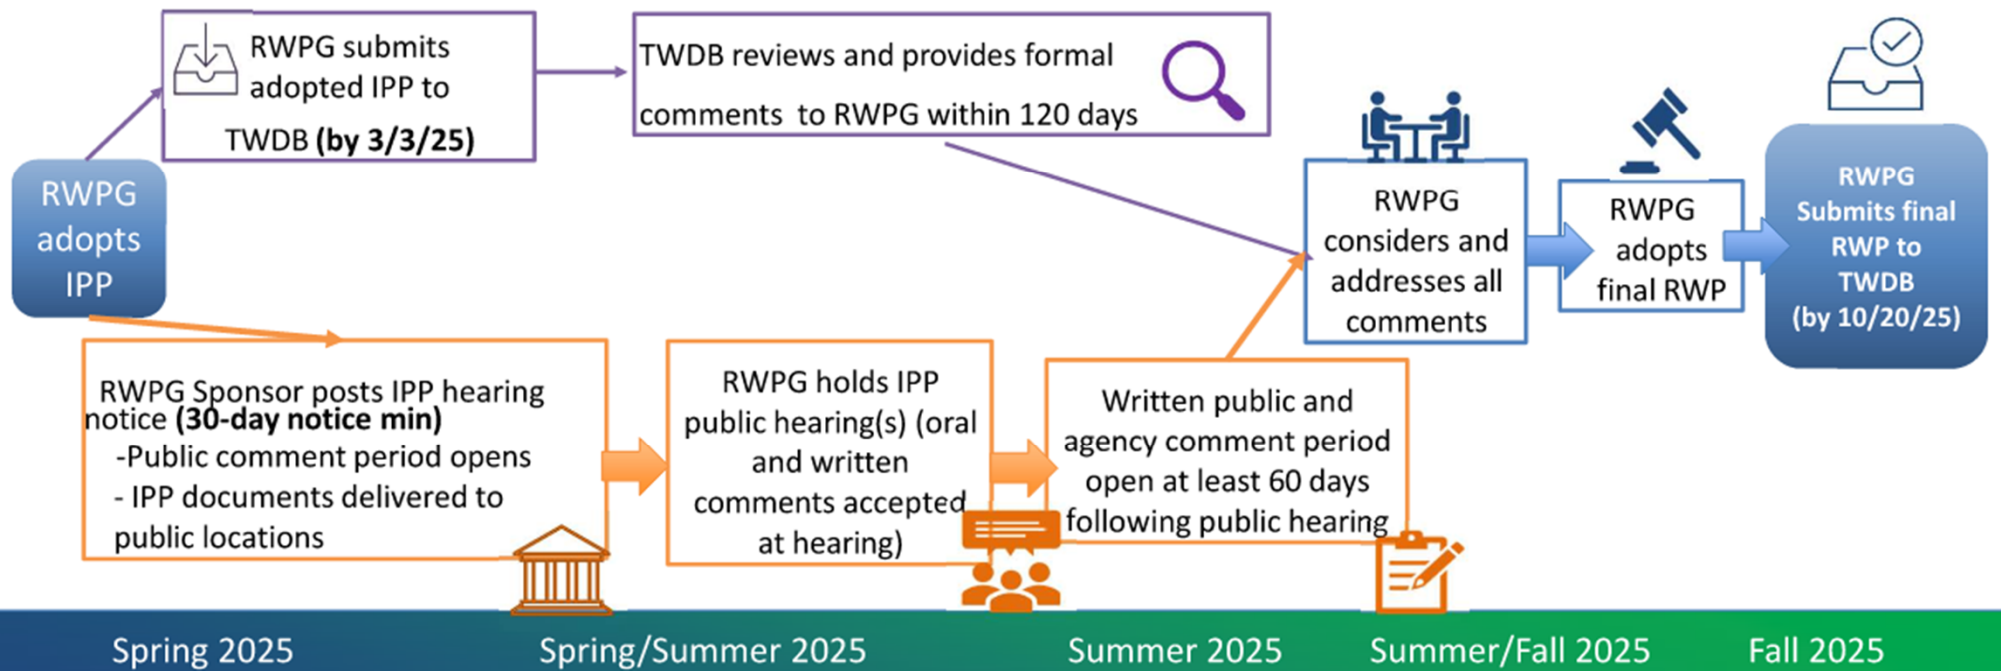 RWPG
adopts
IPP
RWPG submits
adopted IPP to
TWDB (by 3/3/25)
TWDB reviews and provides formal
comments to RWPG within 120 days
RWPG Sponsor posts IPP hearing
notice (30-day notice min)
-Public comment period opens
- IPP documents delivered to
public locations
RWPG holds IPP
public hearing(s) (oral
and written
comments accepted
at hearing)
Written public and
agency comment period
open at least 60 days
following public hearing
RWPG
considers and
addresses all
comments
RWPG
adopts
final RWP
RWPG
Submits final
RWP to
TWDB
(by 10/20/25)
Spring 2025
Spring/Summer 2025
Summer 2025
Summer/Fall 2025
Fall 2025